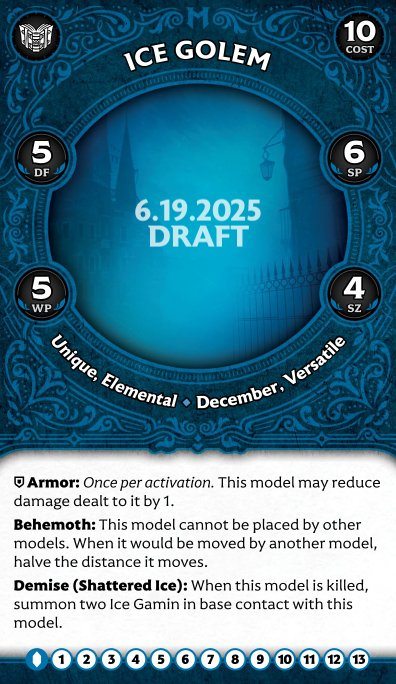 ICE GOLEM
10
COST
5
DF
6
SP
6.19.2025
DRAFT
5
WP
4
SZ
Unique, Elemental ◆ December, Versatile
Armor: Once per activation. This model may reduce
damage dealt to it by 1.
Behemoth: This model cannot be placed by other
models. When it would be moved by another model,
halve the distance it moves.
Demise (Shattered Ice): When this model is killed,
summon two Ice Gamin in base contact with this
model.
1 2 3 4 5 6 7 8 9 10 11 12 13